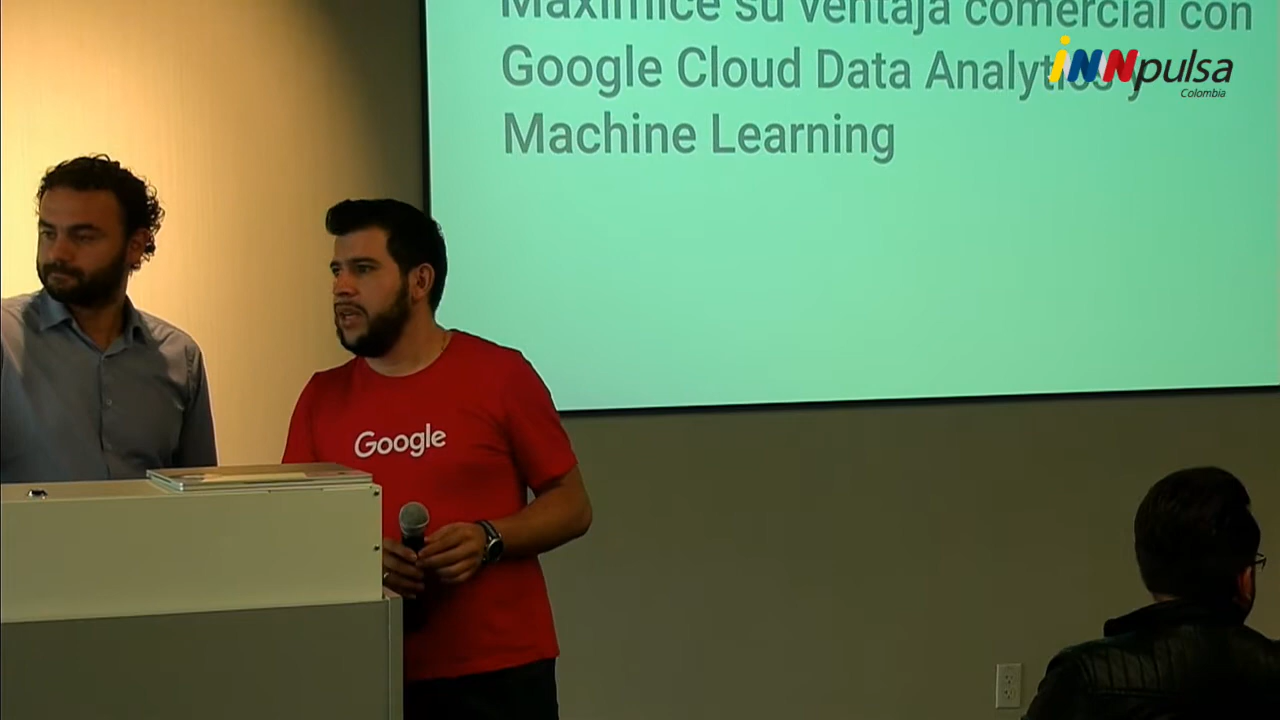 Maximice su ventaja comercial con
Google Cloud Data Analytics y
Machine Learning
iNNpulsa
Colombia
Google